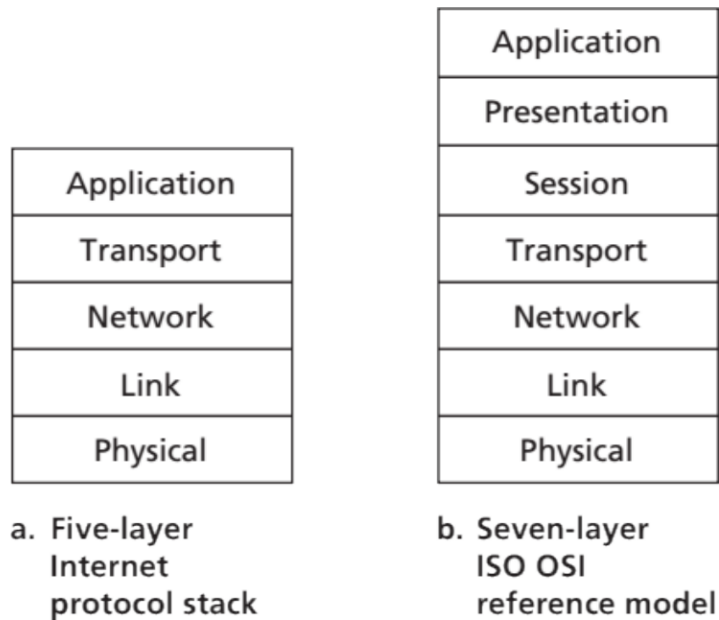 Application
Transport
Network
Link
Physical
a. Five-layer
Internet
protocol stack
Application
Presentation
Session
Transport
Network
Link
Physical
b. Seven-layer
ISO OSI
reference model